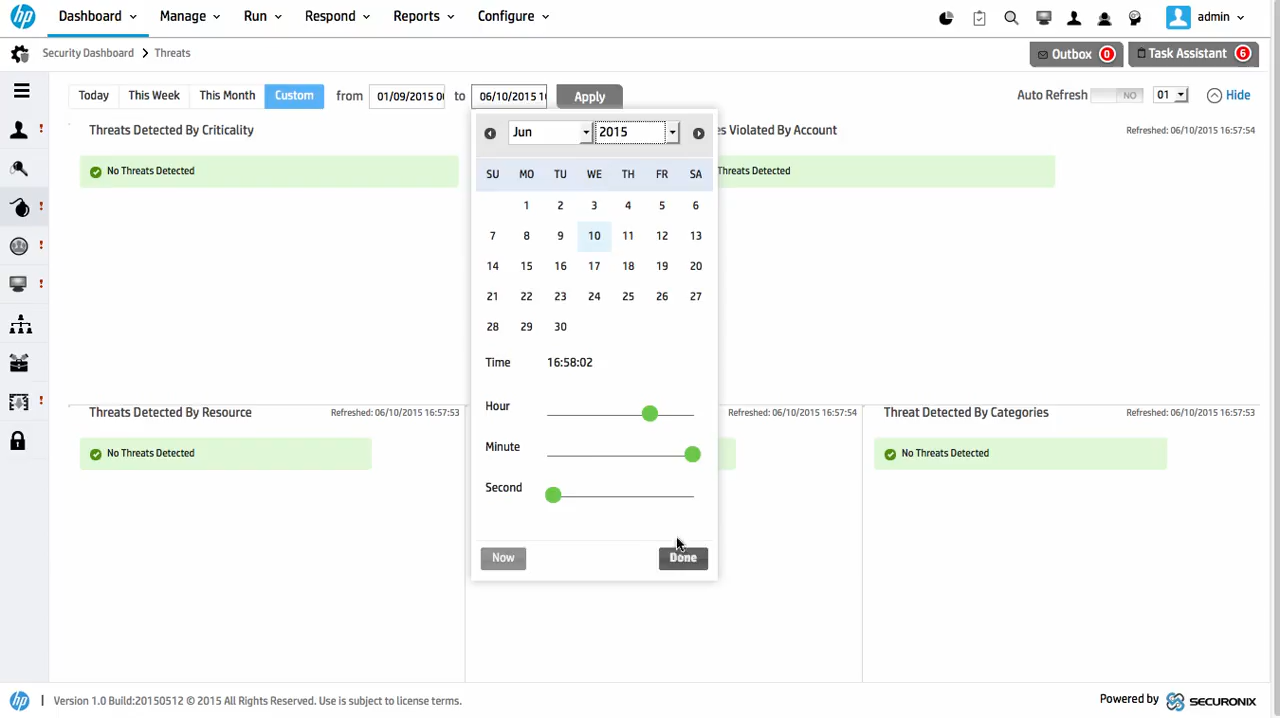 hp Dashboard Manage Run Respond Reports Configure admin
Security Dashboard > Threats Outbox 0 Task Assistant 6
Today This Week This Month Custom from 01/09/2015 to 06/10/2015 Apply Auto Refresh NO 01 Hide
Threats Detected By Criticality Jun 2015 Violated By Account Refreshed: 06/10/2015 16:57:54
No Threats Detected Threats Detected
SU MO TU WE TH FR SA
1 2 3 4 5 6
7 8 9 10 11 12 13
14 15 16 17 18 19 20
21 22 23 24 25 26 27
28 29 30
Time 16:58:02
Hour
Threats Detected By Resource Refreshed: 06/10/2015 16:57:53 Refreshed: 06/10/2015 16:57:54 Threat Detected By Categories Refreshed: 06/10/2015 16:57:53
Minute
No Threats Detected No Threats Detected
Second
Now Done
hp | Version 1.0 Build:20150512 © 2015 All Rights Reserved. Use is subject to license terms. Powered by SECURONIX